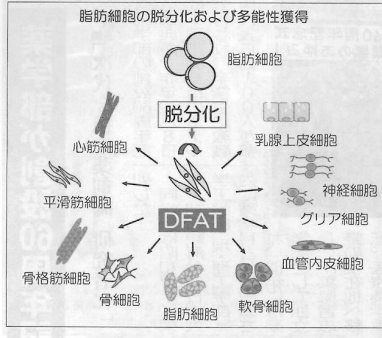 脂肪細胞の脱分化および多能性獲得
脂肪細胞
脱分化
心筋細胞
乳腺上皮細胞
平滑筋細胞
神経細胞
グリア細胞
DFAT
骨格筋細胞
血管内皮細胞
骨細胞
脂肪細胞
軟骨細胞